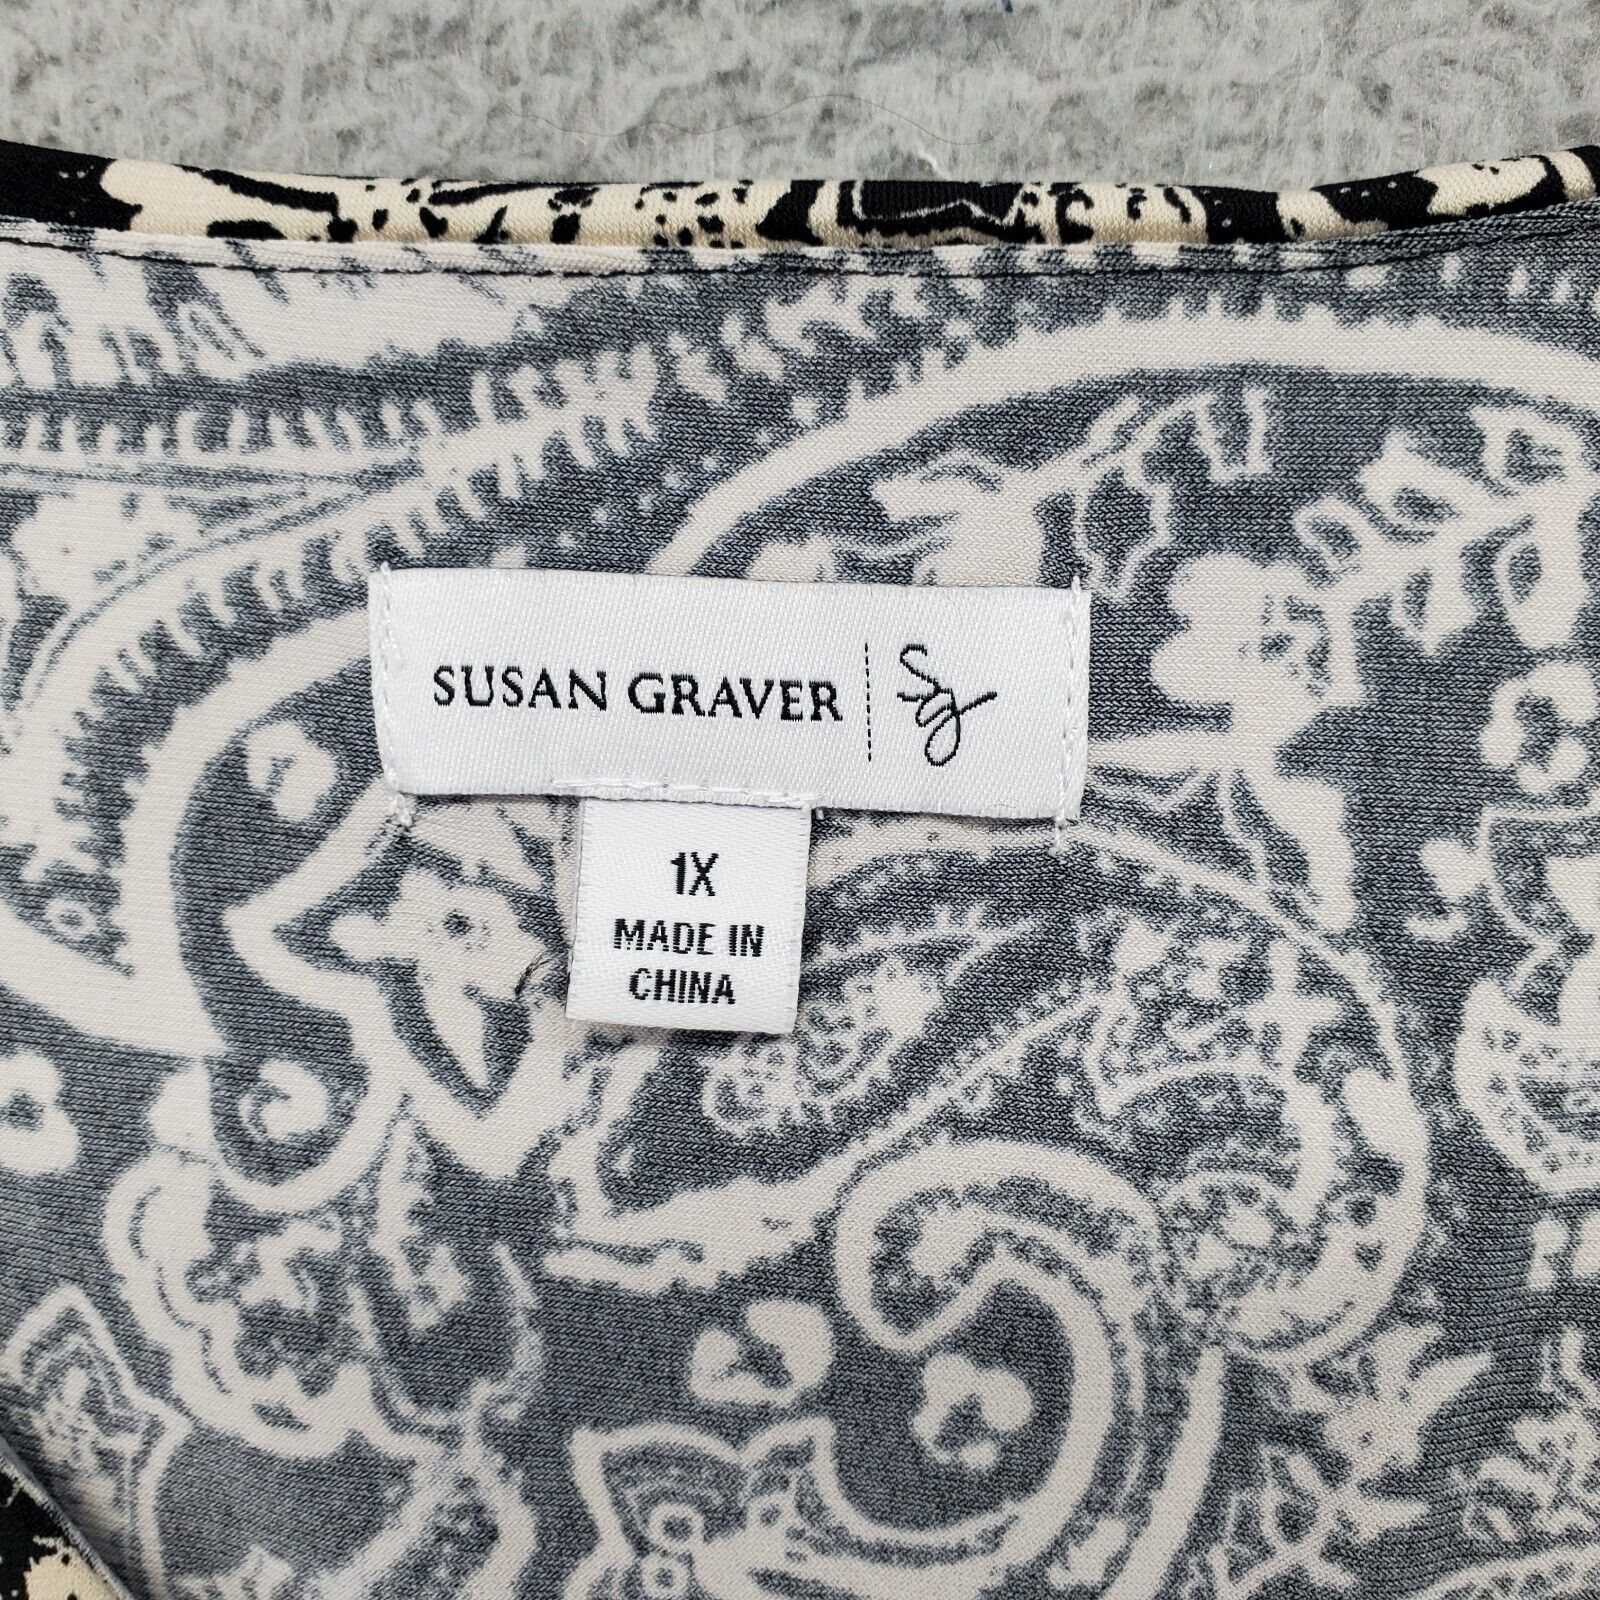 SUSAN GRAVER | sg
1X
MADE IN
CHINA